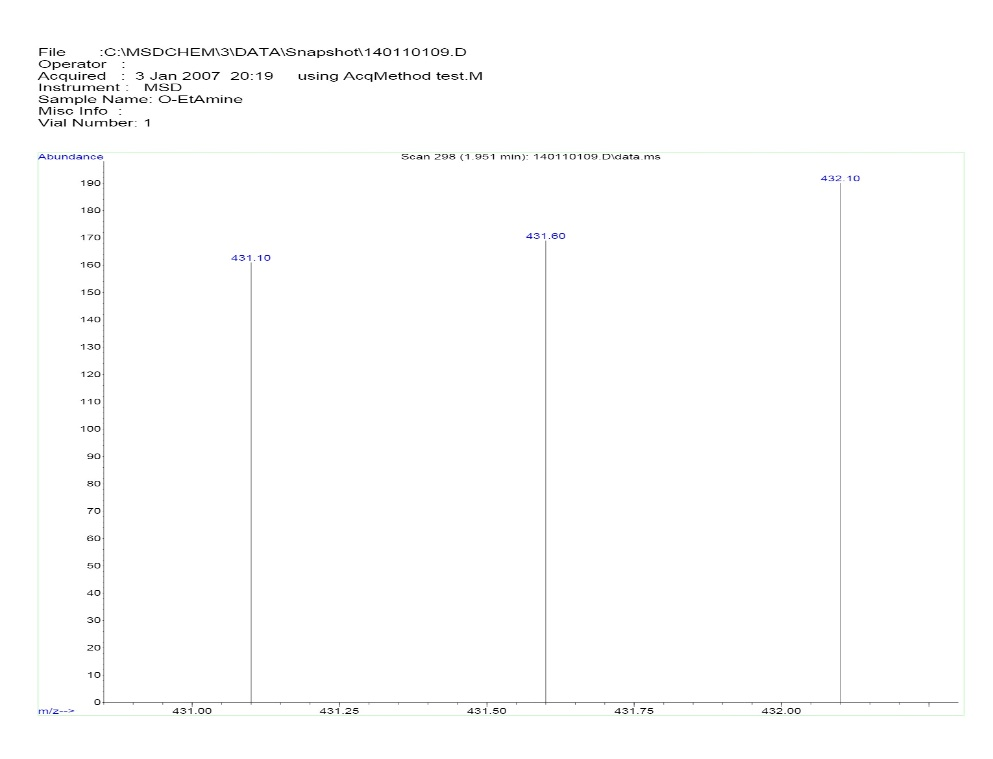 File :C:\MSDCHEM\3\DATA\Snapshot\140110109.D
Operator :
Acquired : 3 Jan 2007 20:19 using AcqMethod test.M
Instrument : MSD
Sample Name: O-EtAmine
Misc Info :
Vial Number: 1
Abundance
Scan 298 (1.951 min): 140110109.D\data.ms
432.10
190
180
170
431.60
431.10
160
150
140
130
120
110
100
90
80
70
60
50
40
30
20
10
0
m/z-->
431.00 431.25 431.50 431.75 432.00